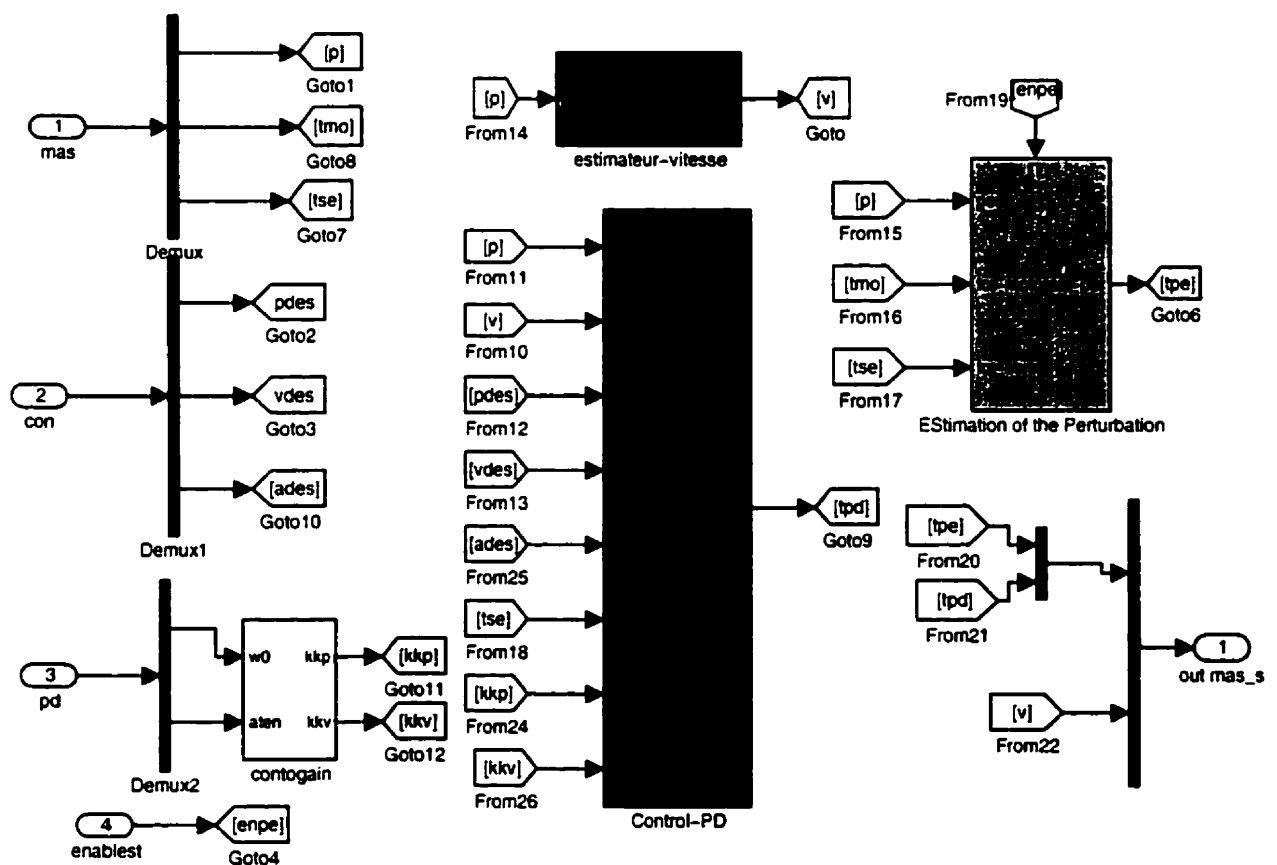 1
mas
[p]
Goto1
[tmo]
Goto8
[tse]
Goto7
Demux
2
con
pdes
Goto2
vdes
Goto3
[ades]
Goto10
Demux1
3
pd
Demux2
w0
kkp
aten
kkv
contogain
[kkp]
Goto11
[kkv]
Goto12
4
enablest
[enpe]
Goto4
[p]
From14
estimateur-vitesse
[v]
Goto
[p]
From11
[v]
From10
[pdes]
From12
[vdes]
From13
[ades]
From25
[tse]
From18
[kkp]
From24
[kkv]
From26
Control-PD
[tpd]
Goto9
From19
enpe
[p]
From15
[tmo]
From16
[tse]
From17
EStimation of the Perturbation
[tpe]
Goto6
[tpe]
From20
[tpd]
From21
[v]
From22
1
out mas_s